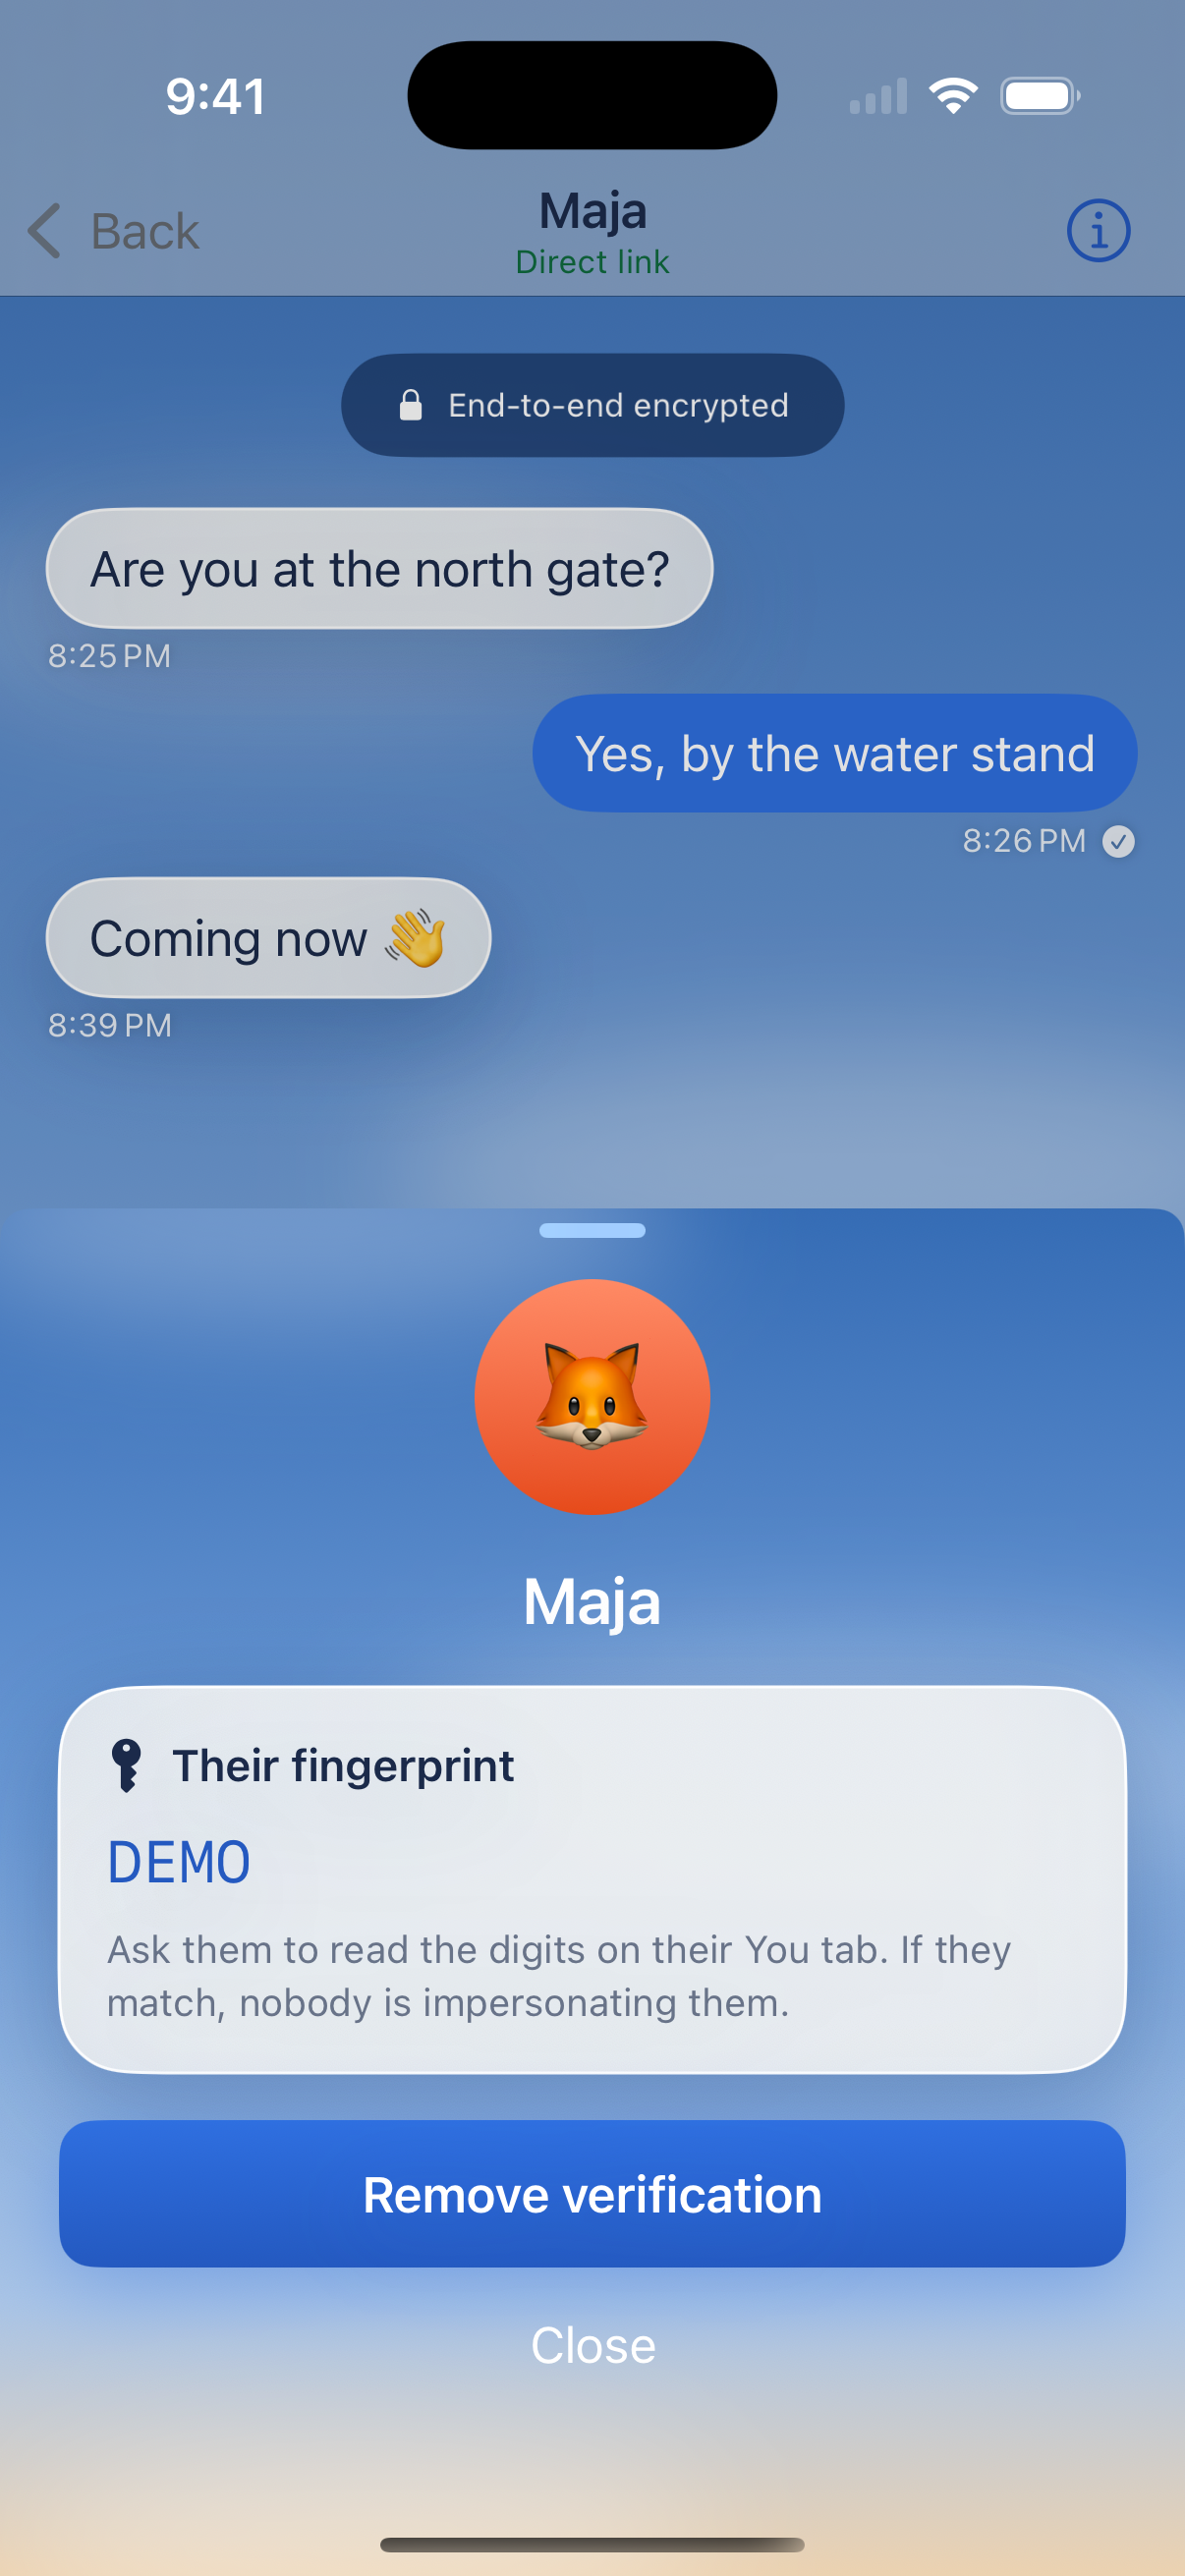 9:41
Back
Maja
Direct link
End-to-end encrypted
Are you at the north gate?
8:25 PM
Yes, by the water stand
8:26 PM
Coming now 👋
8:39 PM
Maja
Their fingerprint
DEMO
Ask them to read the digits on their You tab. If they
match, nobody is impersonating them.
Remove verification
Close